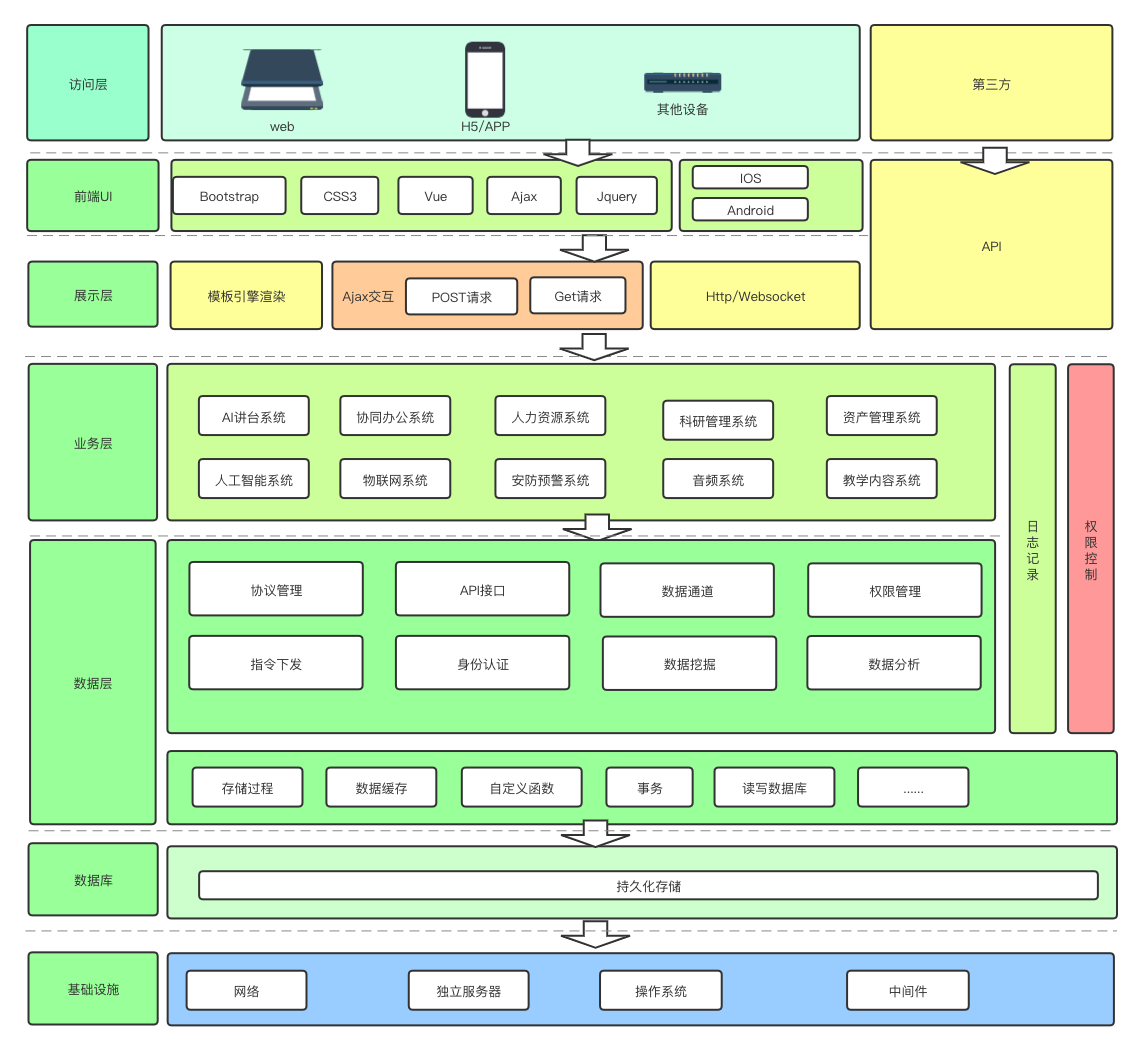 访问层
web
H5/APP
其他设备
第三方
前端UI
Bootstrap
CSS3
Vue
Ajax
Jquery
IOS
Android
API
展示层
模板引擎渲染
Ajax交互
POST请求
Get请求
Http/Websocket
业务层
AI讲台系统
协同办公系统
人力资源系统
科研管理系统
资产管理系统
人工智能系统
物联网系统
安防预警系统
音频系统
教学内容系统
日志记录
权限控制
数据层
协议管理
API接口
数据通道
权限管理
指令下发
身份认证
数据挖掘
数据分析
存储过程
数据缓存
自定义函数
事务
读写数据库
......
数据库
持久化存储
基础设施
网络
独立服务器
操作系统
中间件